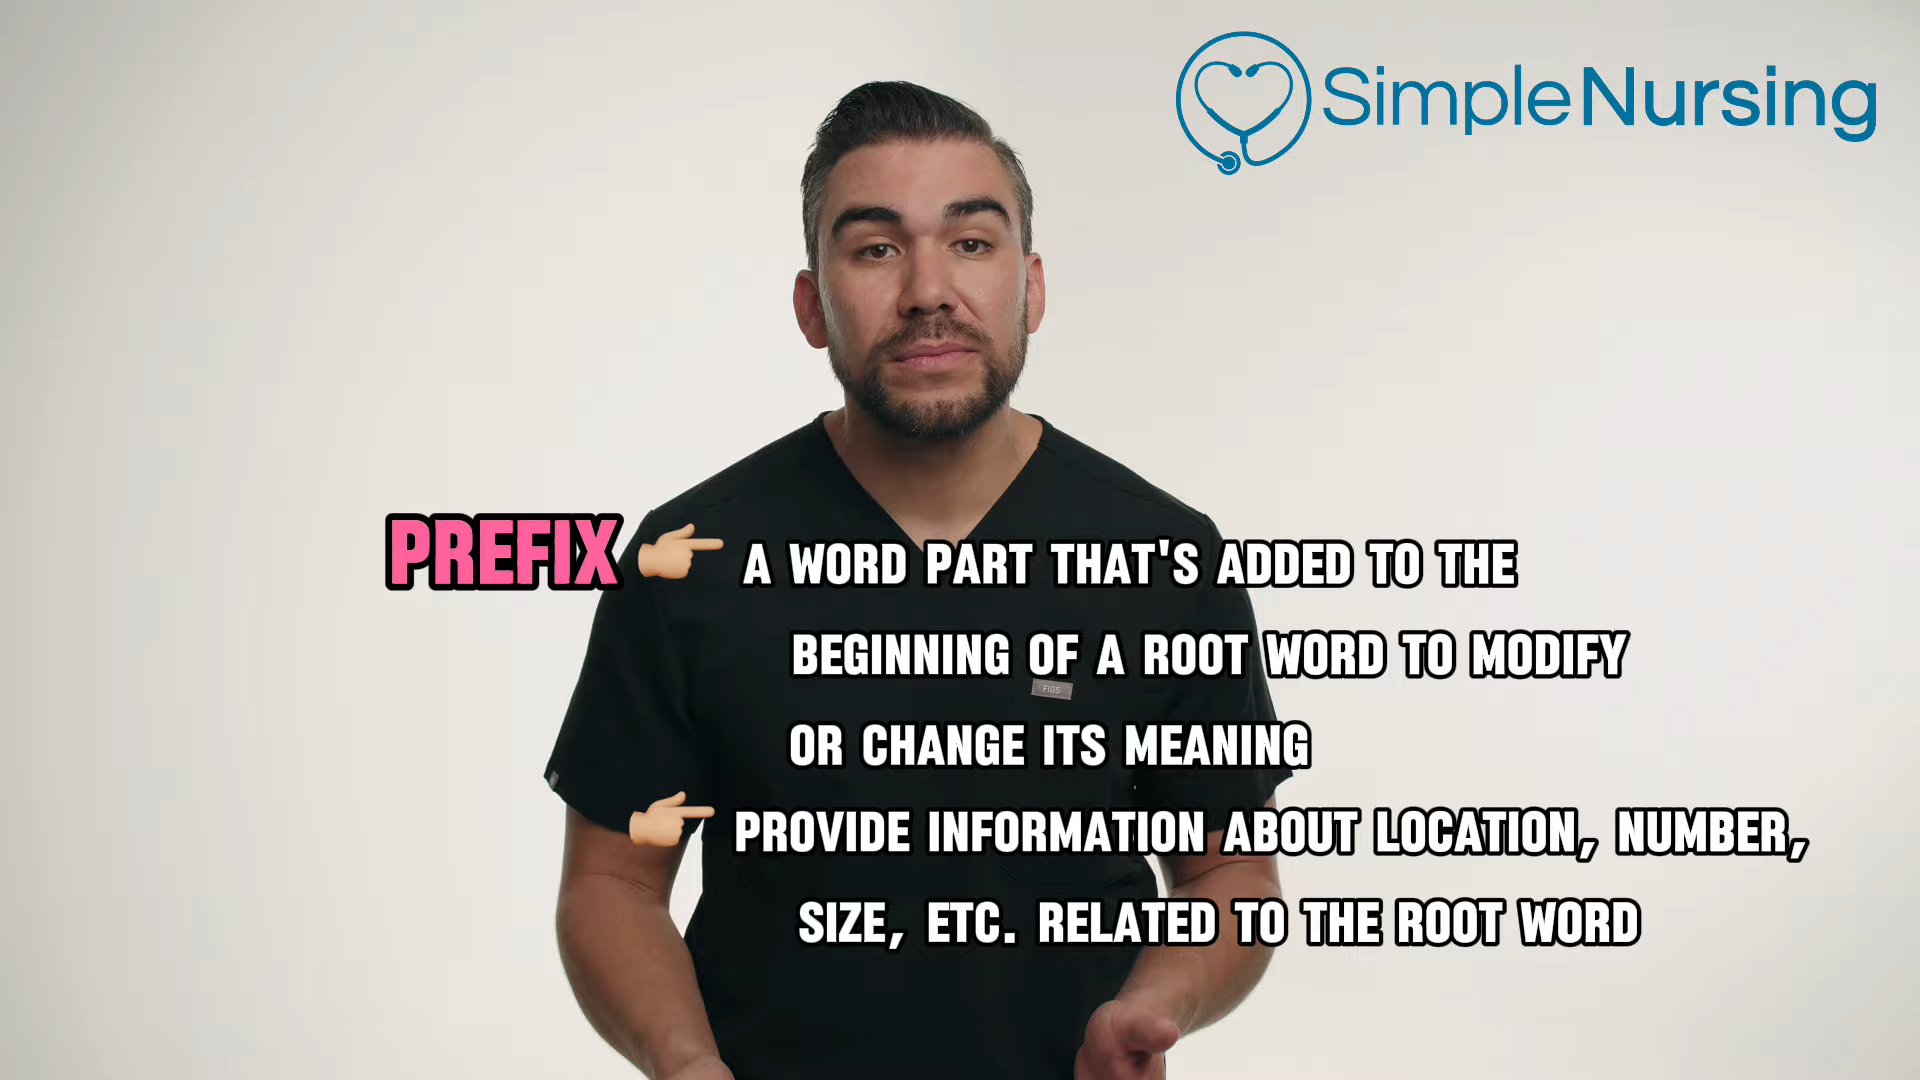 SimpleNursing
PREFIX 👉 A WORD PART THAT'S ADDED TO THE
BEGINNING OF A ROOT WORD TO MODIFY
FIGS
OR CHANGE ITS MEANING
👉 PROVIDE INFORMATION ABOUT LOCATION, NUMBER,
SIZE, ETC. RELATED TO THE ROOT WORD